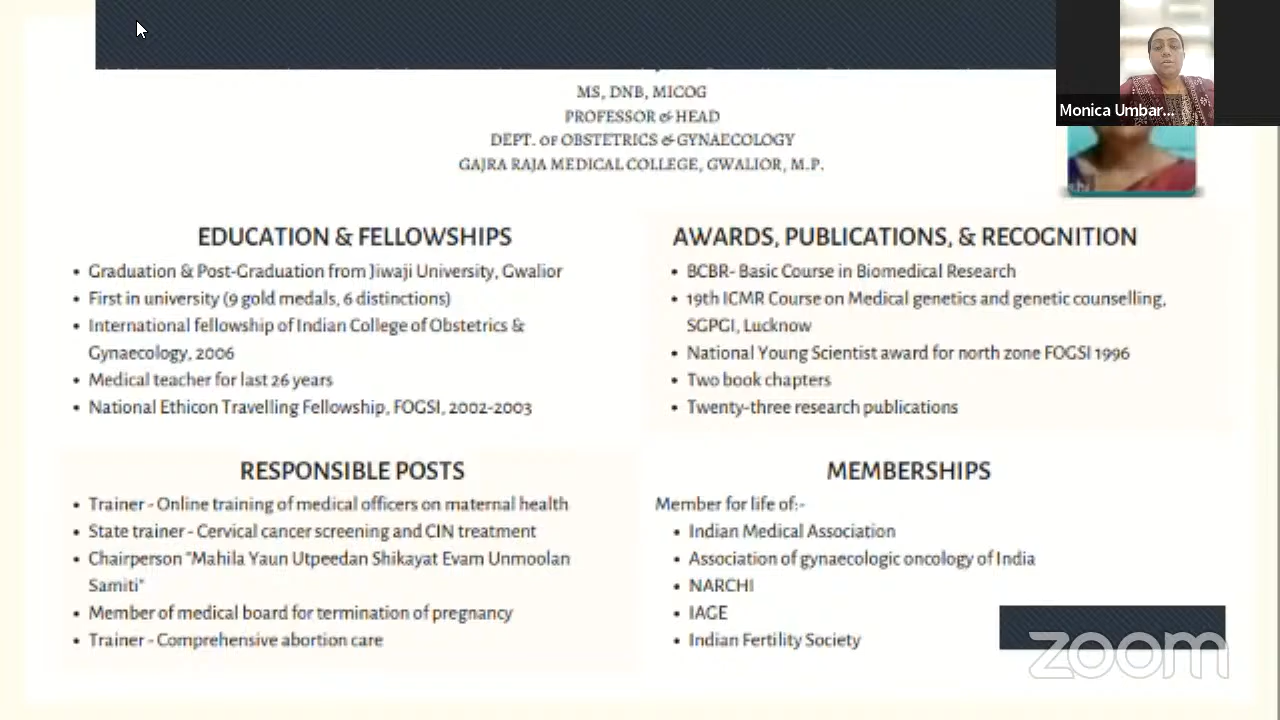 Monica Umbar...
MS, DNB, MICOG
PROFESSOR & HEAD
DEPT. OF OBSTETRICS & GYNAECOLOGY
GAJRA RAJA MEDICAL COLLEGE, GWALIOR, M.P.
EDUCATION & FELLOWSHIPS
• Graduation & Post-Graduation from Jiwaji University, Gwalior
• First in university (9 gold medals, 6 distinctions)
• International fellowship of Indian College of Obstetrics &
Gynaecology, 2006
• Medical teacher for last 26 years
• National Ethicon Travelling Fellowship, FOGSI, 2002-2003
AWARDS, PUBLICATIONS, & RECOGNITION
• BCBR- Basic Course in Biomedical Research
• 19th ICMR Course on Medical genetics and genetic counselling,
SGPGI, Lucknow
• National Young Scientist award for north zone FOGSI 1996
• Two book chapters
• Twenty-three research publications
RESPONSIBLE POSTS
• Trainer - Online training of medical officers on maternal health
• State trainer - Cervical cancer screening and CIN treatment
• Chairperson "Mahila Yaun Utpeedan Shikayat Evam Unmoolan
Samiti"
• Member of medical board for termination of pregnancy
• Trainer - Comprehensive abortion care
MEMBERSHIPS
Member for life of:-
• Indian Medical Association
• Association of gynaecologic oncology of India
• NARCHI
• IAGE
• Indian Fertility Society
zoom